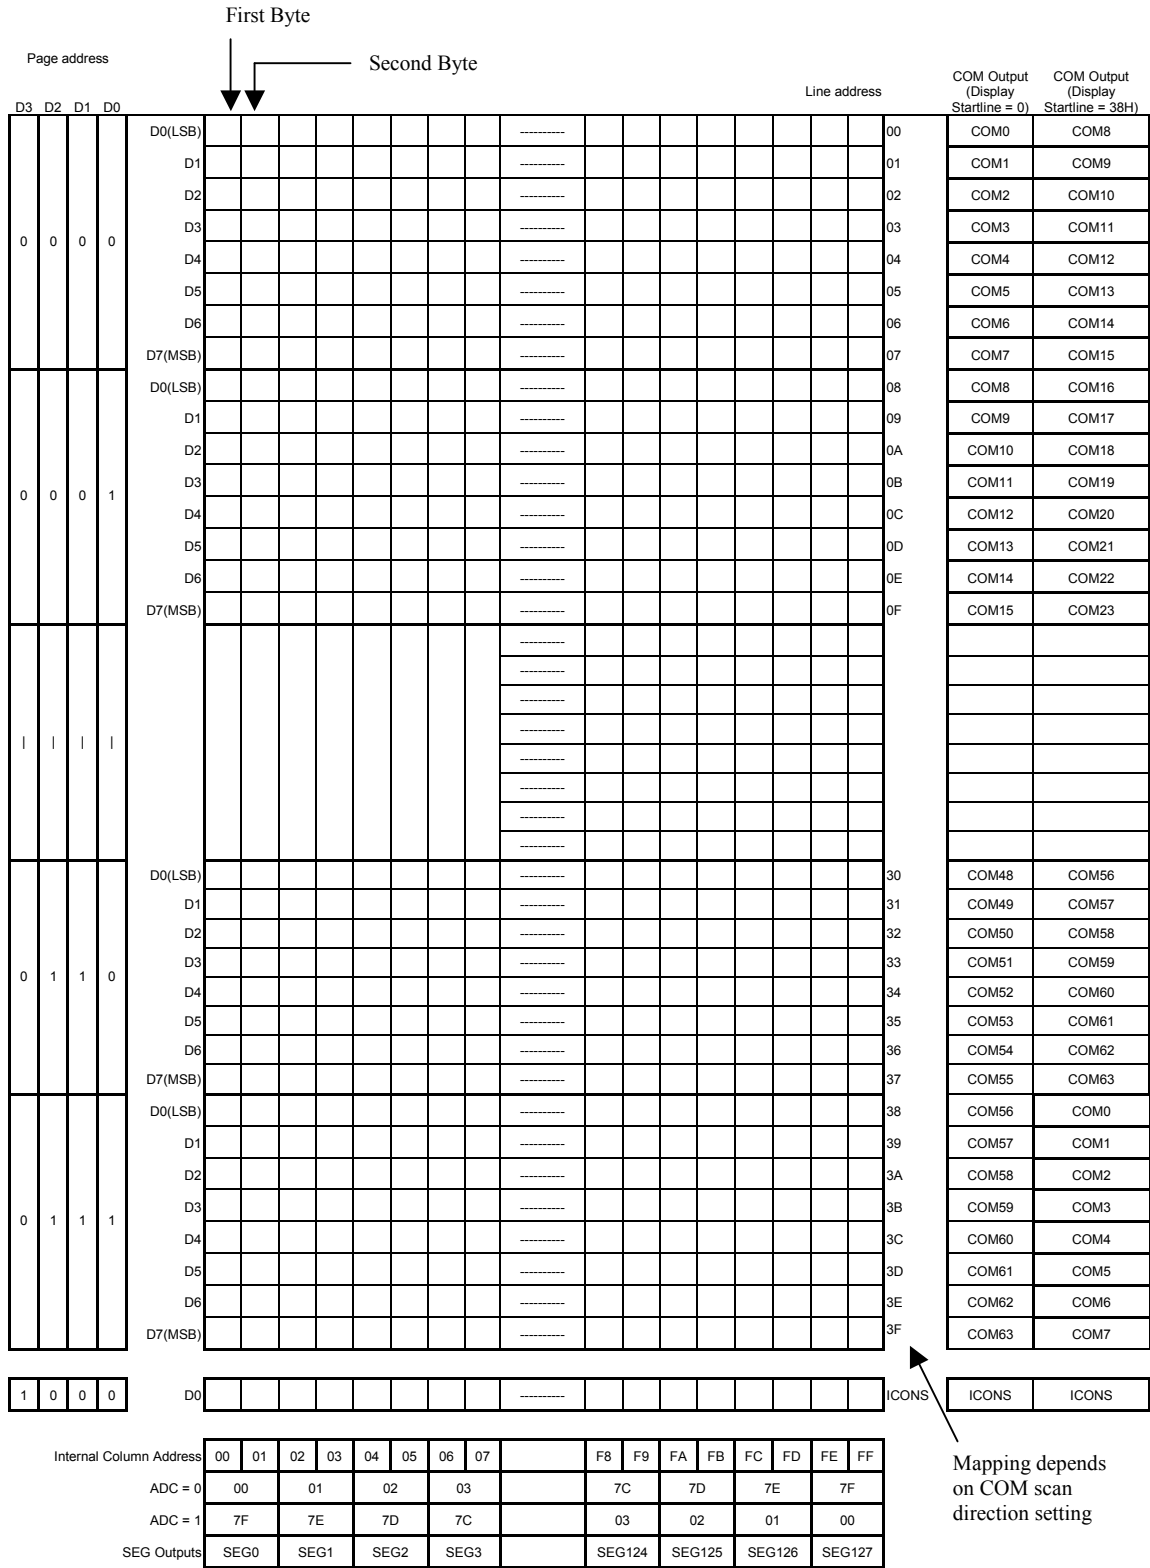 First Byte
Second Byte
Page address
Line address
COM Output (Display Startline = 0)
COM Output (Display Startline = 38H)
D3 D2 D1 D0
D0(LSB) ---------- 00 COM0 COM8
D1 ---------- 01 COM1 COM9
D2 ---------- 02 COM2 COM10
D3 ---------- 03 COM3 COM11
0 0 0 0
D4 ---------- 04 COM4 COM12
D5 ---------- 05 COM5 COM13
D6 ---------- 06 COM6 COM14
D7(MSB) ---------- 07 COM7 COM15
D0(LSB) ---------- 08 COM8 COM16
D1 ---------- 09 COM9 COM17
D2 ---------- 0A COM10 COM18
D3 ---------- 0B COM11 COM19
0 0 0 1
D4 ---------- 0C COM12 COM20
D5 ---------- 0D COM13 COM21
D6 ---------- 0E COM14 COM22
D7(MSB) ---------- 0F COM15 COM23
----------
----------
----------
----------
| | | |
----------
----------
----------
----------
D0(LSB) ---------- 30 COM48 COM56
D1 ---------- 31 COM49 COM57
D2 ---------- 32 COM50 COM58
D3 ---------- 33 COM51 COM59
0 1 1 0
D4 ---------- 34 COM52 COM60
D5 ---------- 35 COM53 COM61
D6 ---------- 36 COM54 COM62
D7(MSB) ---------- 37 COM55 COM63
D0(LSB) ---------- 38 COM56 COM0
D1 ---------- 39 COM57 COM1
D2 ---------- 3A COM58 COM2
D3 ---------- 3B COM59 COM3
0 1 1 1
D4 ---------- 3C COM60 COM4
D5 ---------- 3D COM61 COM5
D6 ---------- 3E COM62 COM6
D7(MSB) ---------- 3F COM63 COM7
1 0 0 0 D0 ---------- ICONS ICONS ICONS
Internal Column Address 00 01 02 03 04 05 06 07 F8 F9 FA FB FC FD FE FF
ADC = 0 00 01 02 03 7C 7D 7E 7F
ADC = 1 7F 7E 7D 7C 03 02 01 00
SEG Outputs SEG0 SEG1 SEG2 SEG3 SEG124 SEG125 SEG126 SEG127
Mapping depends
on COM scan
direction setting